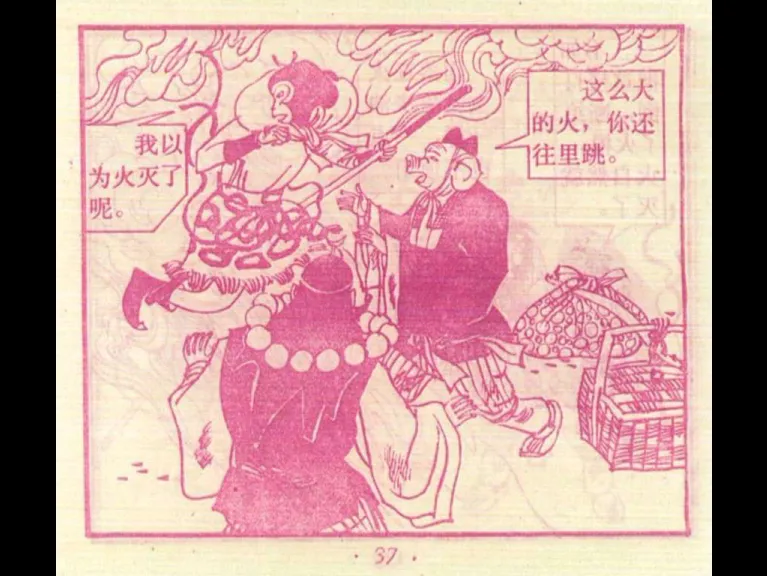 这么大
的火，你还
往里跳。
我以
为火灭了
呢。
· 37 ·